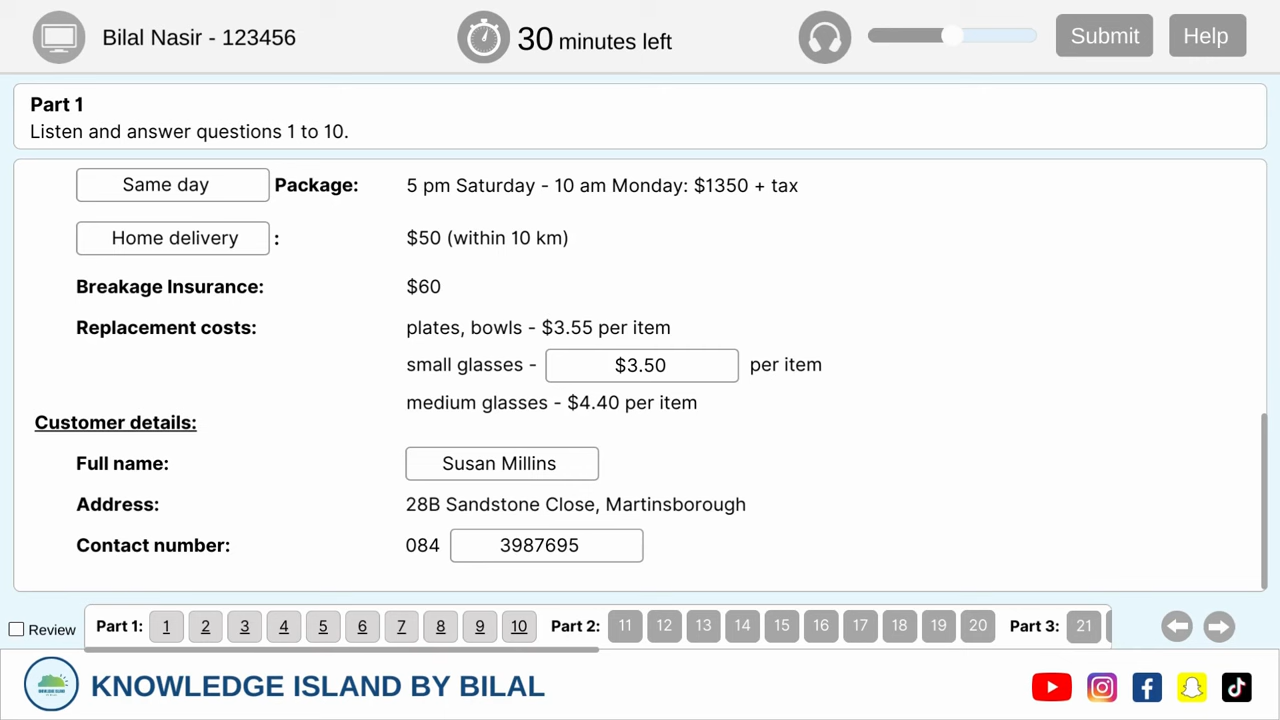 Bilal Nasir - 123456
30 minutes left
Submit
Help
Part 1
Listen and answer questions 1 to 10.
Same day Package: 5 pm Saturday - 10 am Monday: $1350 + tax
Home delivery : $50 (within 10 km)
Breakage Insurance: $60
Replacement costs: plates, bowls - $3.55 per item
small glasses - $3.50 per item
medium glasses - $4.40 per item
Customer details:
Full name: Susan Millins
Address: 28B Sandstone Close, Martinsborough
Contact number: 084 3987695
Review Part 1: 1 2 3 4 5 6 7 8 9 10 Part 2: 11 12 13 14 15 16 17 18 19 20 Part 3: 21
KNOWLEDGE ISLAND BY BILAL